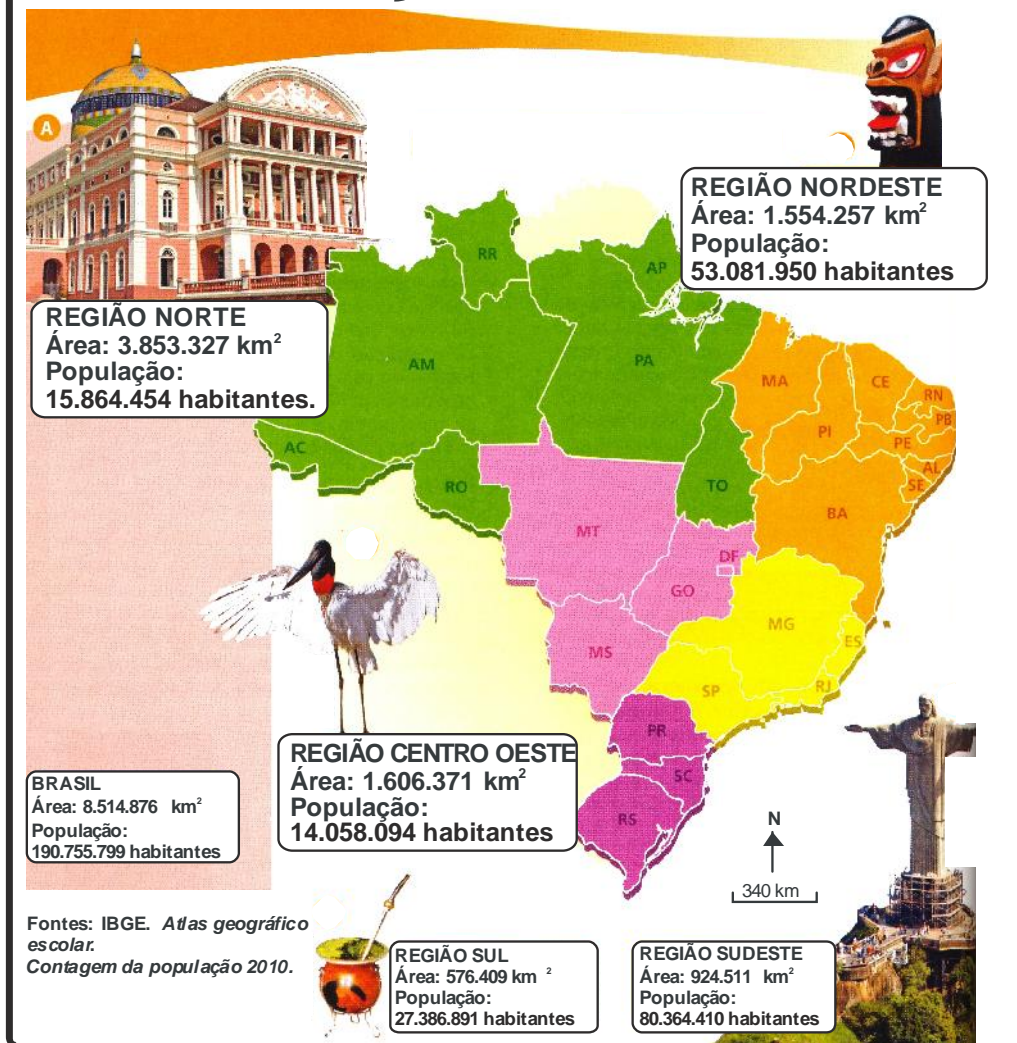 A
REGIÃO NORDESTE
Área: 1.554.257 km²
População:
53.081.950 habitantes
REGIÃO NORTE
Área: 3.853.327 km²
População:
15.864.454 habitantes.
RR
AP
AM
PA
MA
CE
RN
PB
PI
PE
AL
SE
AC
RO
TO
BA
MT
DF
GO
MG
ES
MS
SP
RJ
PR
SC
RS
REGIÃO CENTRO OESTE
Área: 1.606.371 km²
População:
14.058.094 habitantes
BRASIL
Área: 8.514.876 km²
População:
190.755.799 habitantes
N
340 km
Fontes: IBGE. Atlas geográfico
escolar.
Contagem da população 2010.
REGIÃO SUL
Área: 576.409 km ²
População:
27.386.891 habitantes
REGIÃO SUDESTE
Área: 924.511 km²
População:
80.364.410 habitantes